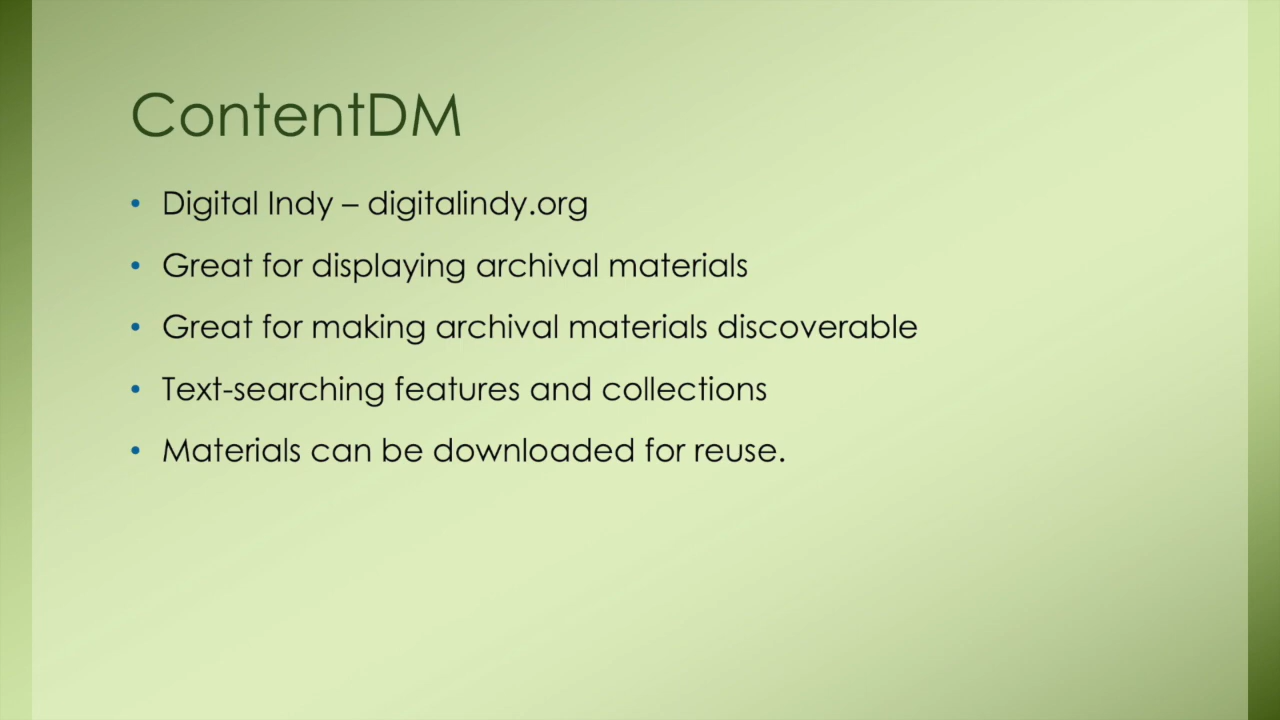 ContentDM
• Digital Indy – digitalindy.org
• Great for displaying archival materials
• Great for making archival materials discoverable
• Text-searching features and collections
• Materials can be downloaded for reuse.